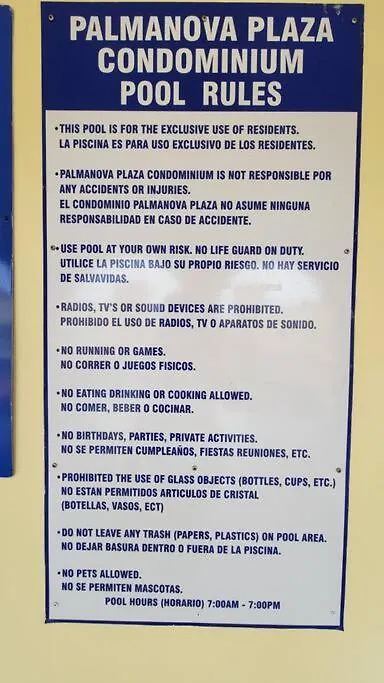 PALMANOVA PLAZA
CONDOMINIUM
POOL RULES
•THIS POOL IS FOR THE EXCLUSIVE USE OF RESIDENTS.
LA PISCINA ES PARA USO EXCLUSIVO DE LOS RESIDENTES.
•PALMANOVA PLAZA CONDOMINIUM IS NOT RESPONSIBLE POR
ANY ACCIDENTS OR INJURIES.
EL CONDOMINIO PALMANOVA PLAZA NO ASUME NINGUNA
RESPONSABILIDAD EN CASO DE ACCIDENTE.
•USE POOL AT YOUR OWN RISK. NO LIFE GUARD ON DUTY.
UTILICE LA PISCINA BAJO SU PROPIO RIESGO. NO HAY SERVICIO
DE SALVAVIDAS.
•RADIOS, TV'S OR SOUND DEVICES ARE PROHIBITED.
PROHIBIDO EL USO DE RADIOS, TV O APARATOS DE SONIDO.
•NO RUNNING OR GAMES.
NO CORRER O JUEGOS FISICOS.
•NO EATING DRINKING OR COOKING ALLOWED.
NO COMER, BEBER O COCINAR.
•NO BIRTHDAYS, PARTIES, PRIVATE ACTIVITIES.
NO SE PERMITEN CUMPLEAÑOS, FIESTAS REUNIONES, ETC.
•PROHIBITED THE USE OF GLASS OBJECTS (BOTTLES, CUPS, ETC.)
NO ESTAN PERMITIDOS ARTICULOS DE CRISTAL
(BOTELLAS, VASOS, ECT)
•DO NOT LEAVE ANY TRASH (PAPERS, PLASTICS) ON POOL AREA.
NO DEJAR BASURA DENTRO O FUERA DE LA PISCINA.
•NO PETS ALLOWED.
NO SE PERMITEN MASCOTAS.
POOL HOURS (HORARIO) 7:00AM - 7:00PM